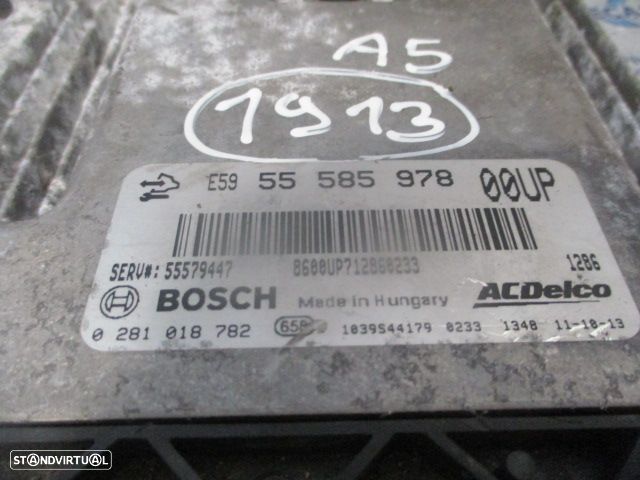 A5
1913
E59 55 585 978 00UP
SERV#: 55579447 8600UP712860233 1286
BOSCH Made in Hungary ACDelco
0 281 018 782 1039S44179 0233 1348 11-10-13
STANDVIRTUAL